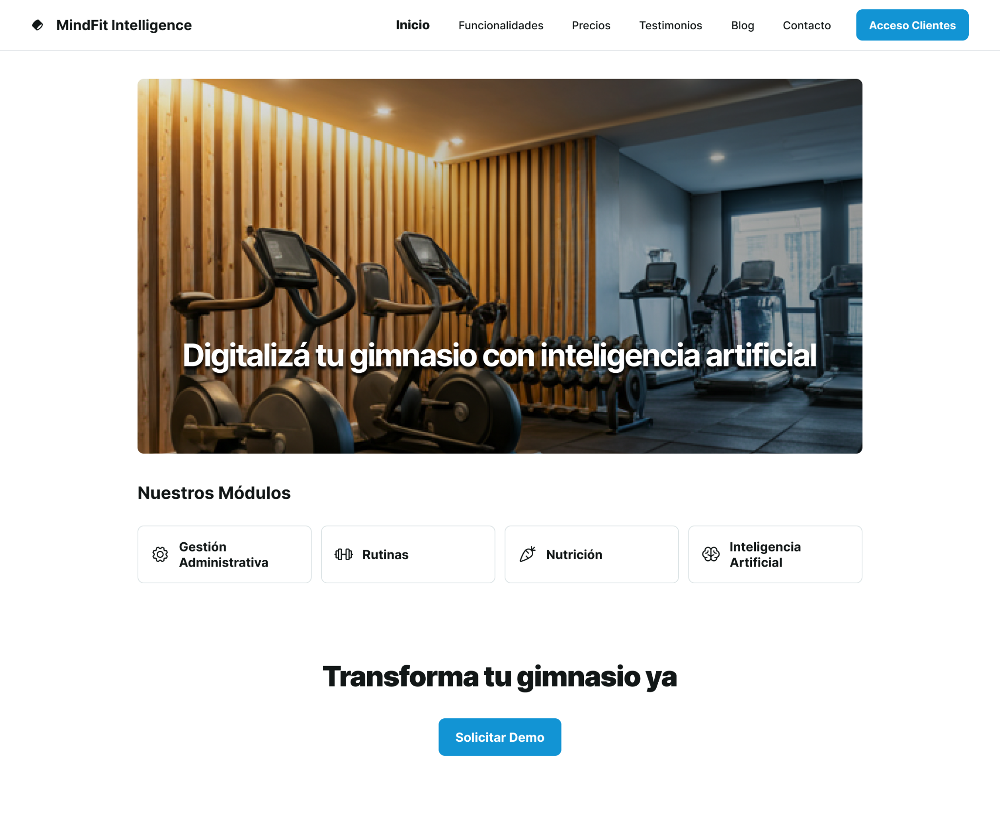 MindFit Intelligence
Inicio
Funcionalidades
Precios
Testimonios
Blog
Contacto
Acceso Clientes
Digitalizá tu gimnasio con inteligencia artificial
Nuestros Módulos
Gestión
Administrativa
Rutinas
Nutrición
Inteligencia
Artificial
Transforma tu gimnasio ya
Solicitar Demo